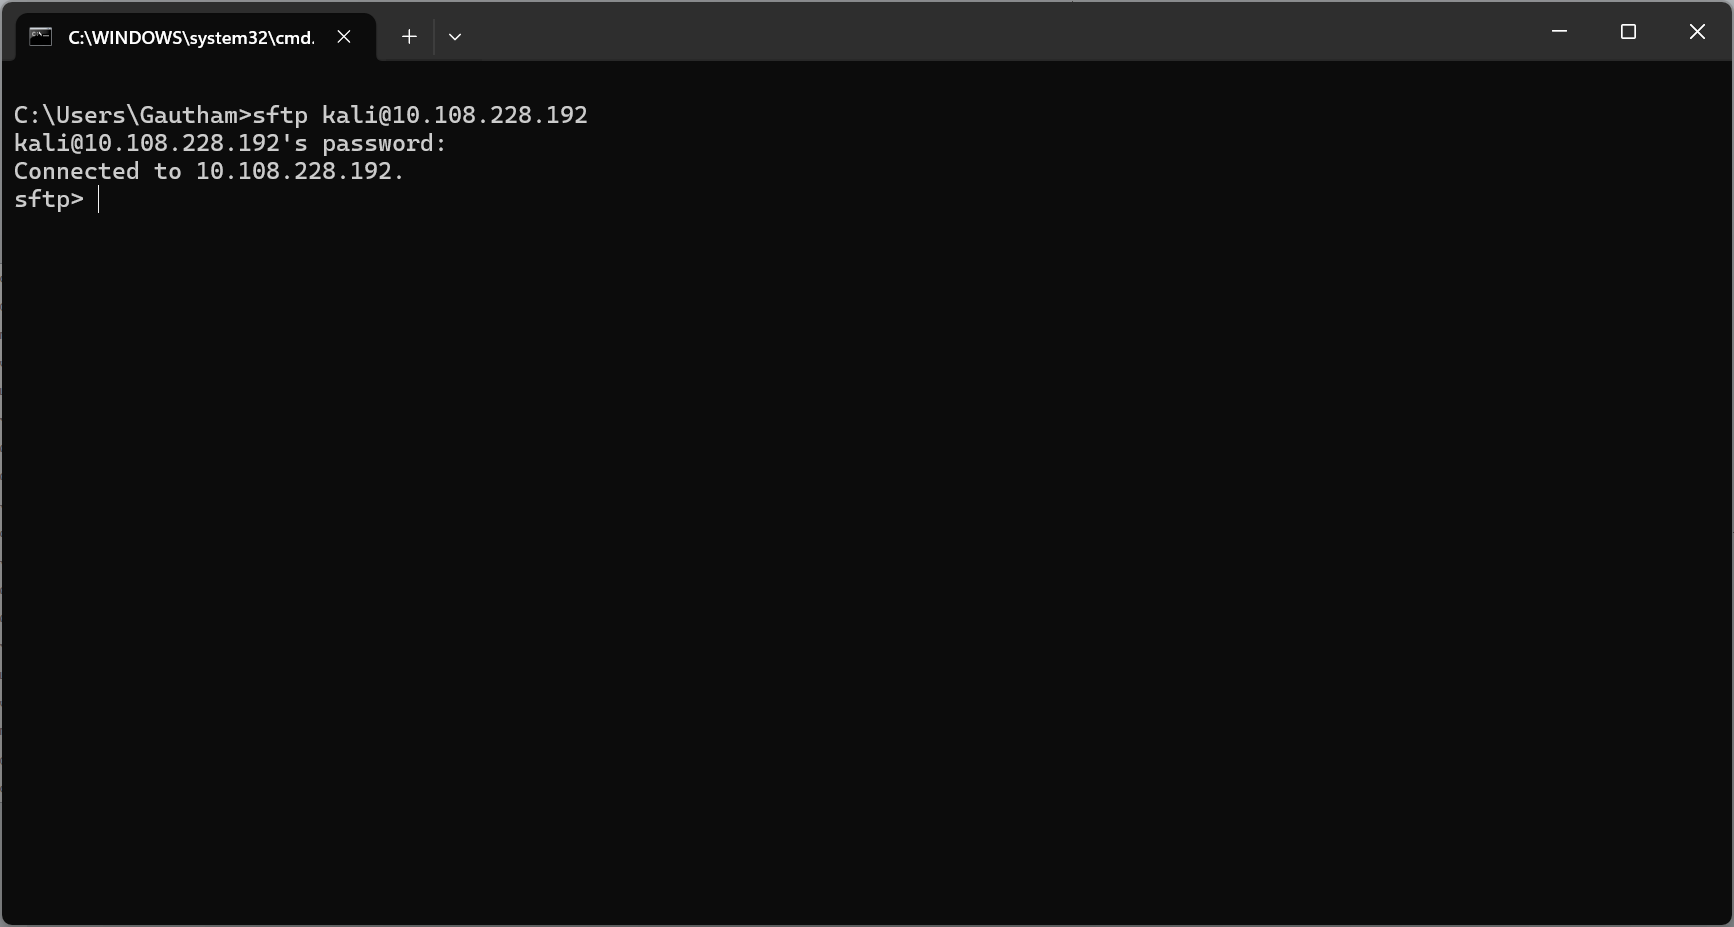 C:\WINDOWS\system32\cmd.
C:\Users\Gautham>sftp kali@10.108.228.192
kali@10.108.228.192's password:
Connected to 10.108.228.192.
sftp>